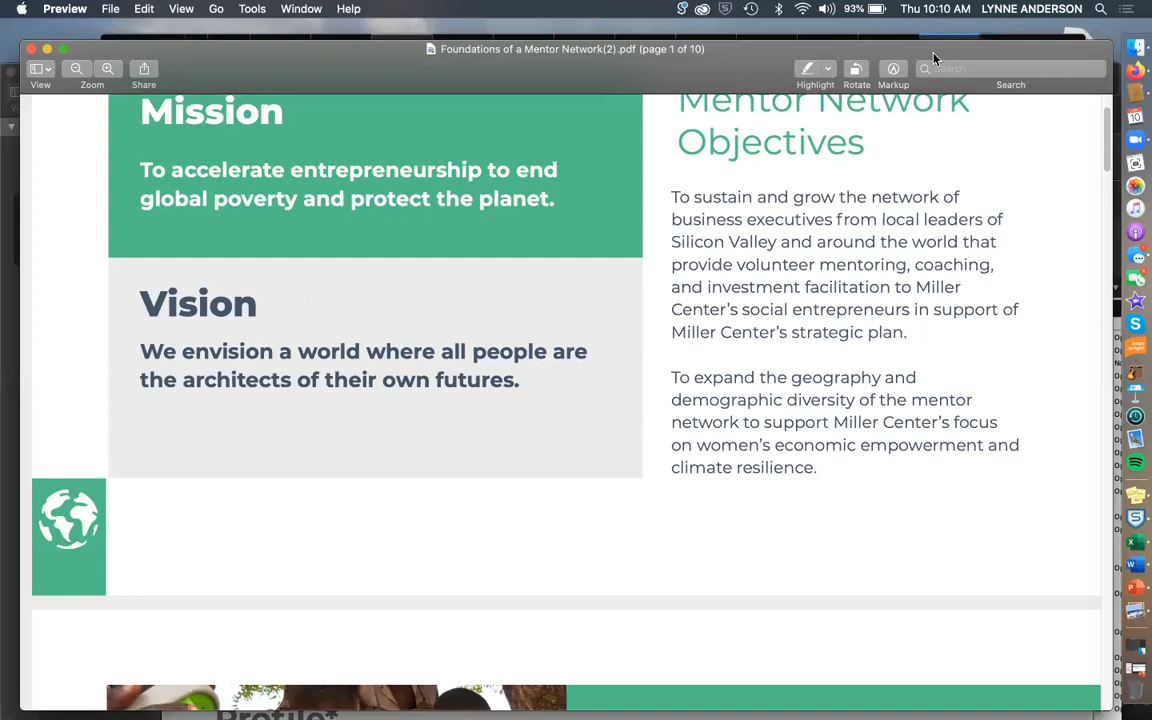 Preview File Edit View Go Tools Window Help 93% Thu 10:10 AM LYNNE ANDERSON
Foundations of a Mentor Network(2).pdf (page 1 of 10)
Search
View Zoom Share Highlight Rotate Markup Search
Mission
To accelerate entrepreneurship to end
global poverty and protect the planet.
Vision
We envision a world where all people are
the architects of their own futures.
Mentor Network
Objectives
To sustain and grow the network of
business executives from local leaders of
Silicon Valley and around the world that
provide volunteer mentoring, coaching,
and investment facilitation to Miller
Center's social entrepreneurs in support of
Miller Center's strategic plan.
To expand the geography and
demographic diversity of the mentor
network to support Miller Center's focus
on women's economic empowerment and
climate resilience.
Profile*